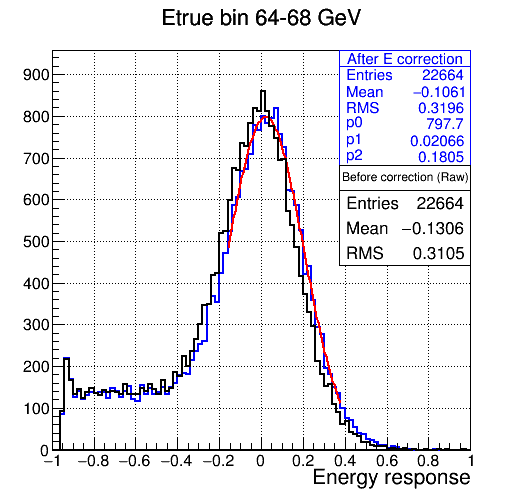 Etrue bin 64-68 GeV
After E correction
Entries 22664
Mean −0.1061
RMS 0.3196
p0 797.7
p1 0.02066
p2 0.1805
Before correction (Raw)
Entries 22664
Mean −0.1306
RMS 0.3105
900
800
700
600
500
400
300
200
100
0
−1 −0.8 −0.6 −0.4 −0.2 0 0.2 0.4 0.6 0.8 1
Energy response